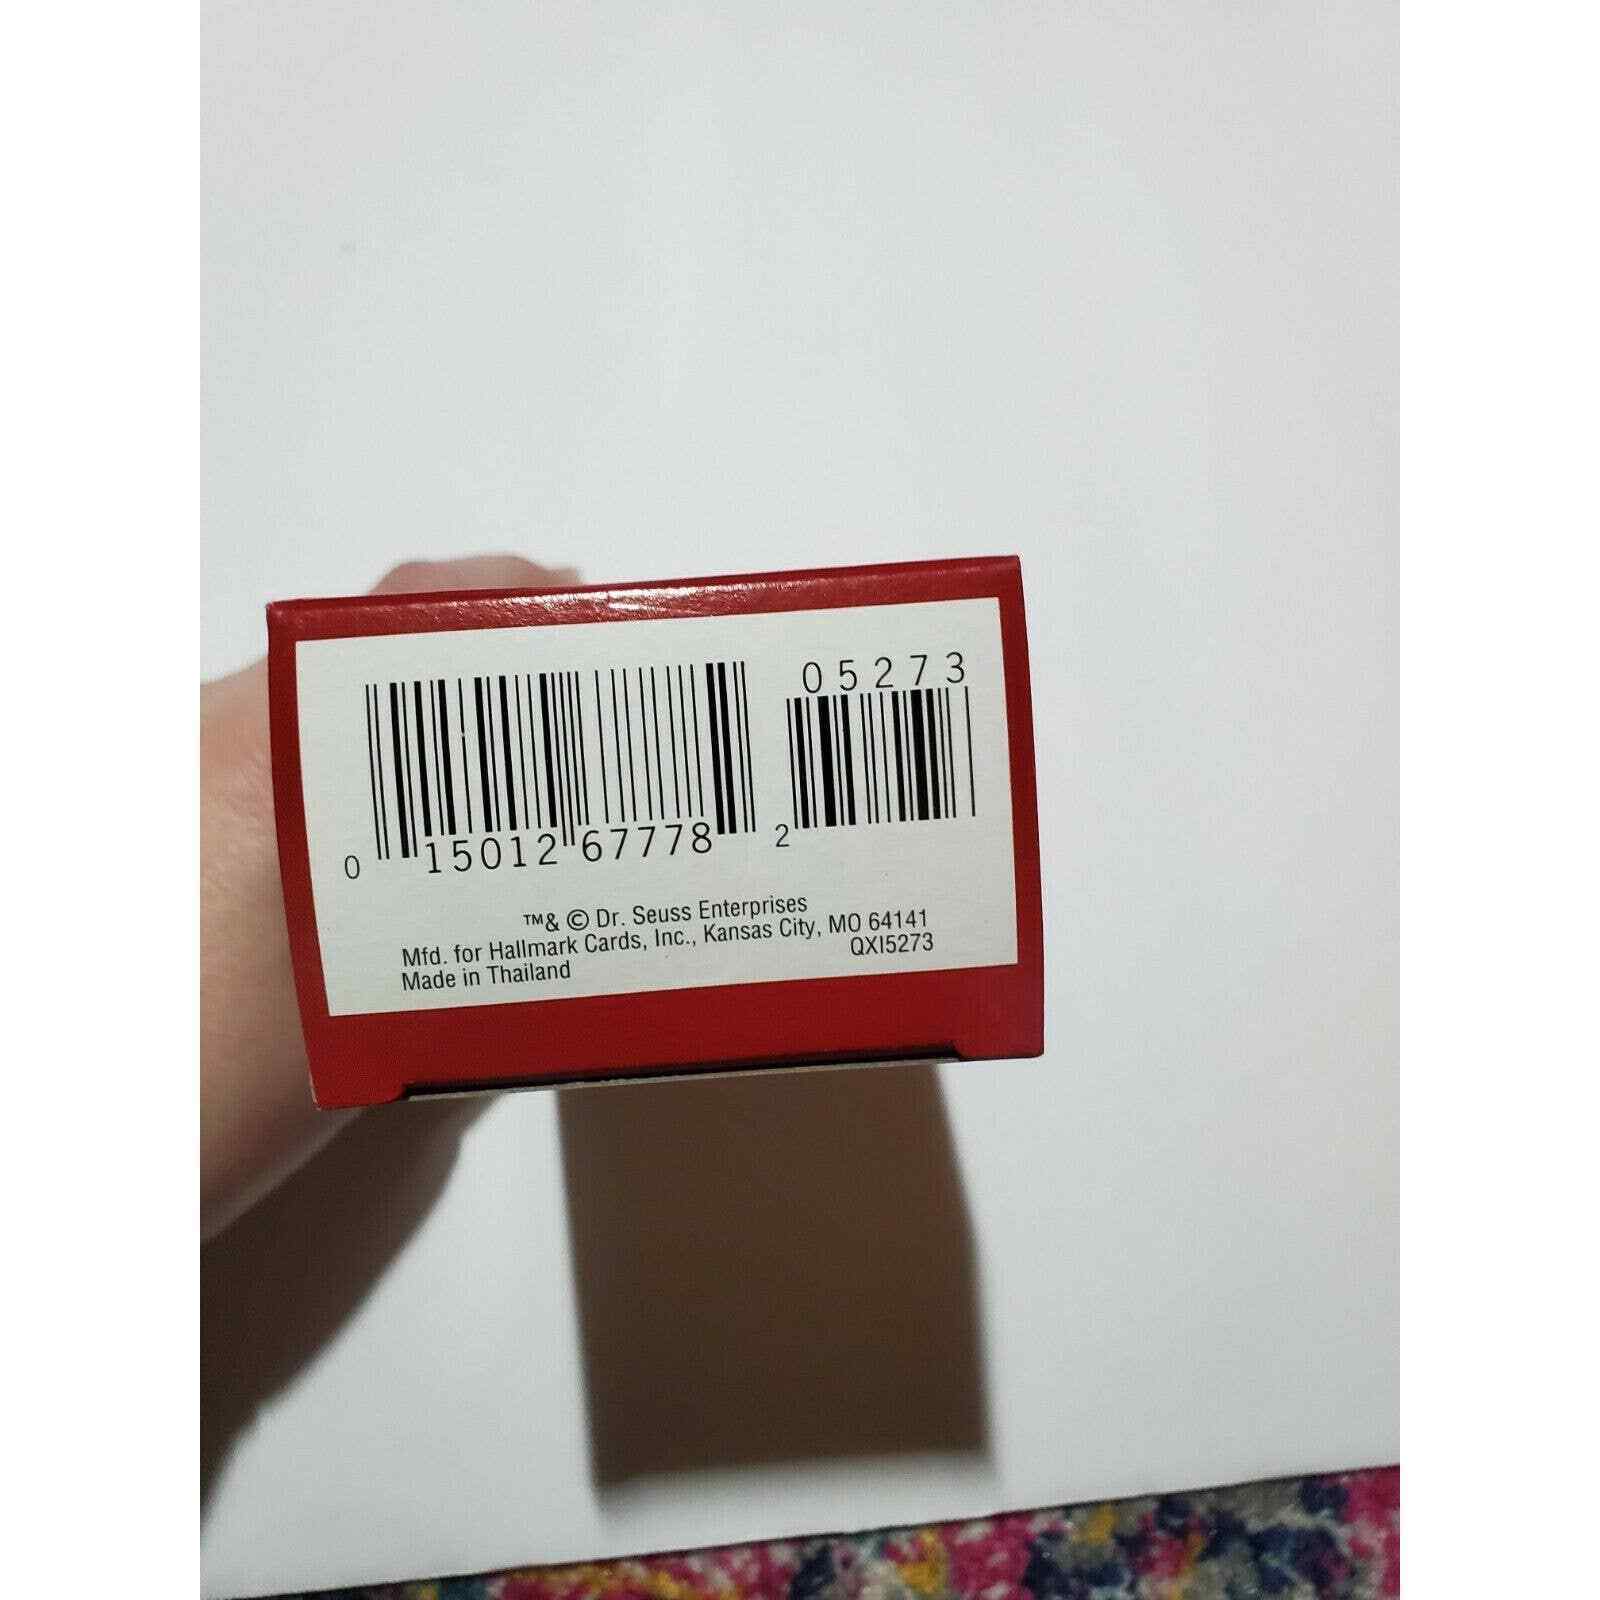 05273
0 15012 67778 2
™& © Dr. Seuss Enterprises
Mfd. for Hallmark Cards, Inc., Kansas City, MO 64141
Made in Thailand QXI5273